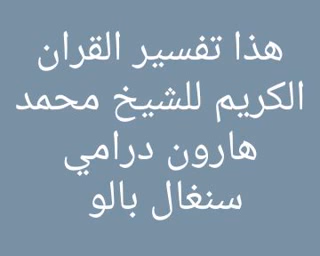 هذا تفسير القران
الكريم للشيخ محمد
هارون درامي
سنغال بالو